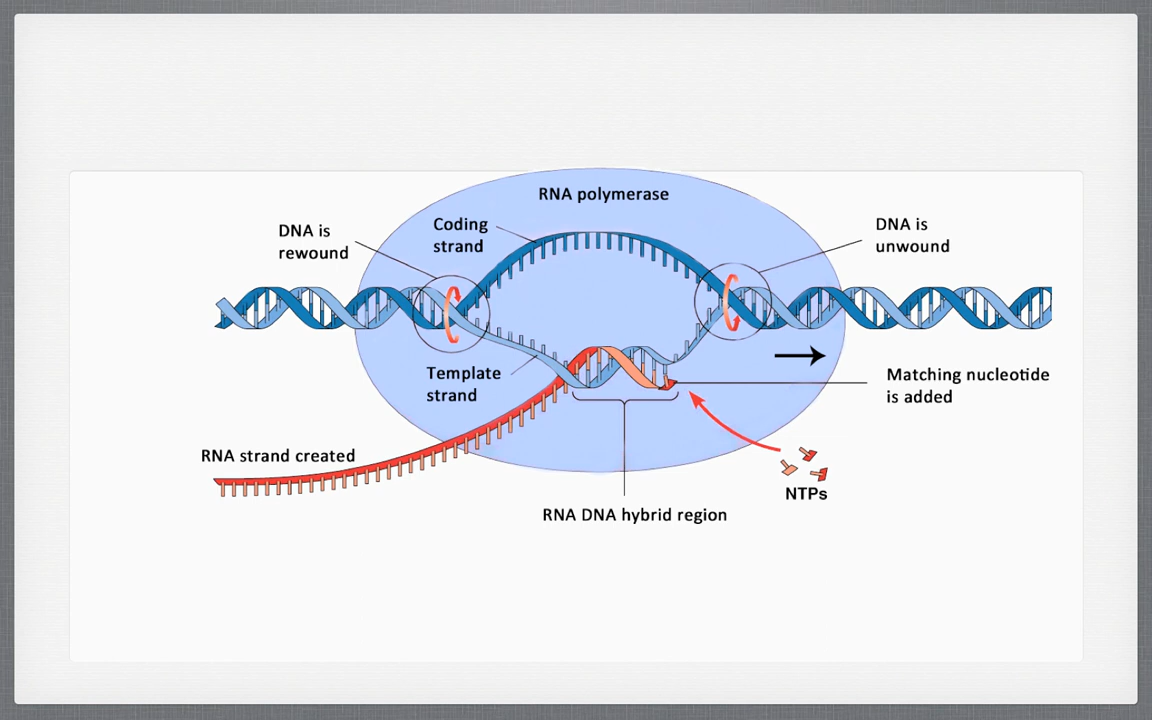 RNA polymerase
DNA is
rewound
Coding
strand
DNA is
unwound
Template
strand
Matching nucleotide
is added
RNA strand created
NTPs
RNA DNA hybrid region